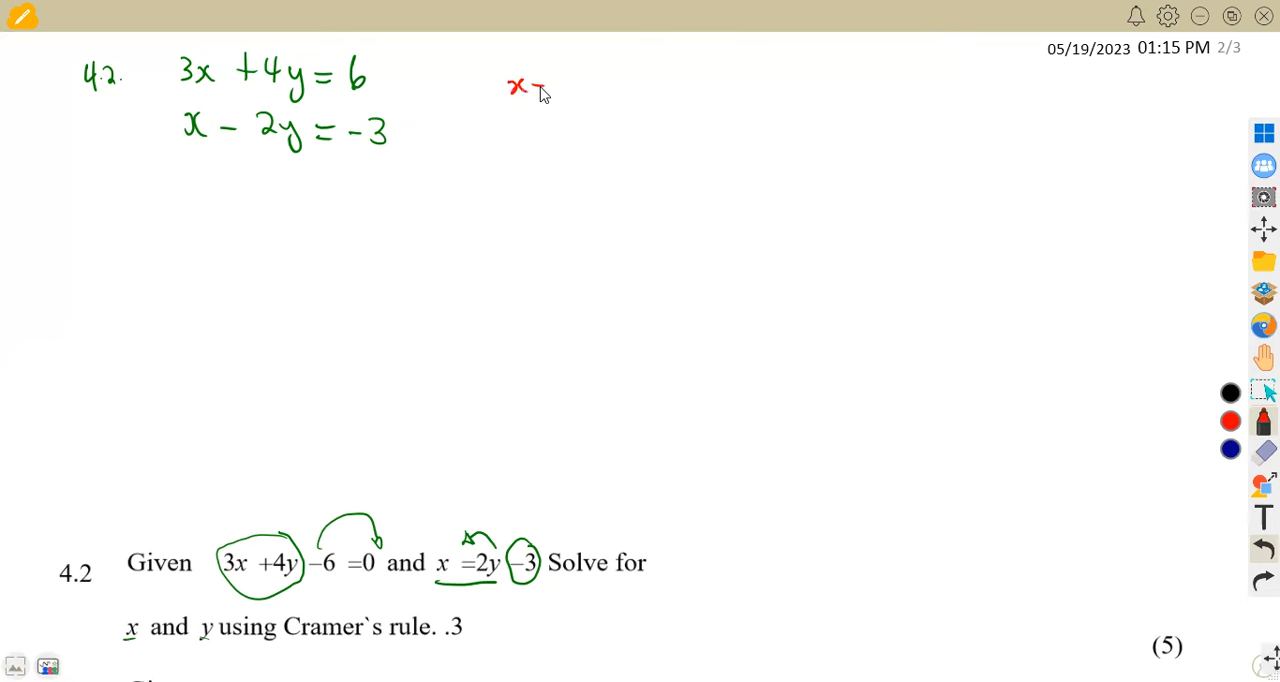 05/19/2023 01:15 PM 2/3
4.2. 3x + 4y = 6
x - 2y = -3
x -
4.2 Given 3x +4y –6 =0 and x =2y –3 Solve for
x and y using Cramer`s rule. .3
(5)